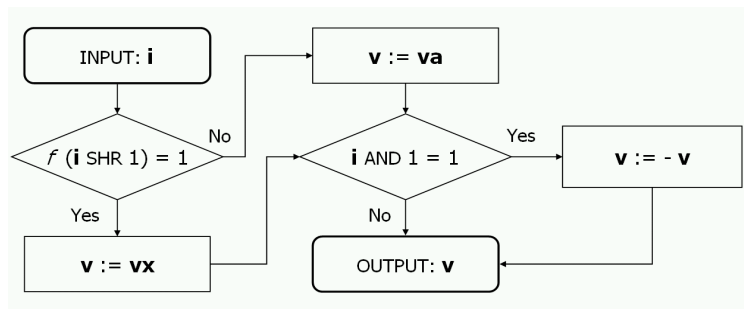 INPUT: i
f (i SHR 1) = 1
No
Yes
v := vx
v := va
i AND 1 = 1
Yes
No
v := - v
OUTPUT: v